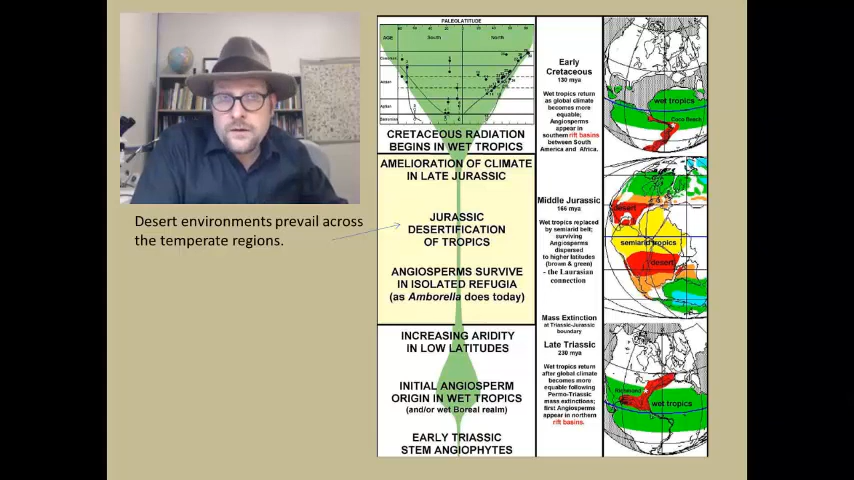 Desert environments prevail across
the temperate regions.
PALEOLATITUDE
AGE
South
North
CRETACEOUS RADIATION
BEGINS IN WET TROPICS
AMELIORATION OF CLIMATE
IN LATE JURASSIC
JURASSIC
DESERTIFICATION
OF TROPICS
ANGIOSPERMS SURVIVE
IN ISOLATED REFUGIA
(as Amborella does today)
INCREASING ARIDITY
IN LOW LATITUDES
INITIAL ANGIOSPERM
ORIGIN IN WET TROPICS
(and/or wet Boreal realm)
EARLY TRIASSIC
STEM ANGIOPHYTES
Early
Cretaceous
130 mya
Wet tropics return
as global climate
becomes more
equable;
Angiosperms
appear in
southern rift basins
between South
America and Africa.
Middle Jurassic
166 mya
Wet tropics replaced
by semiarid belt;
surviving
Angiosperms
dispersed
to higher latitudes
(brown & green)
- the Laurasian
connection
Mass Extinction
at Triassic-Jurassic
boundary
Late Triassic
230 mya
Wet tropics return
after global climate
becomes more
equable following
Permo-Triassic
mass extinctions;
first Angiosperms
appear in northern
rift basins.
wet tropics
Coco Beach
desert
semiarid tropics
desert
Richmond
wet tropics